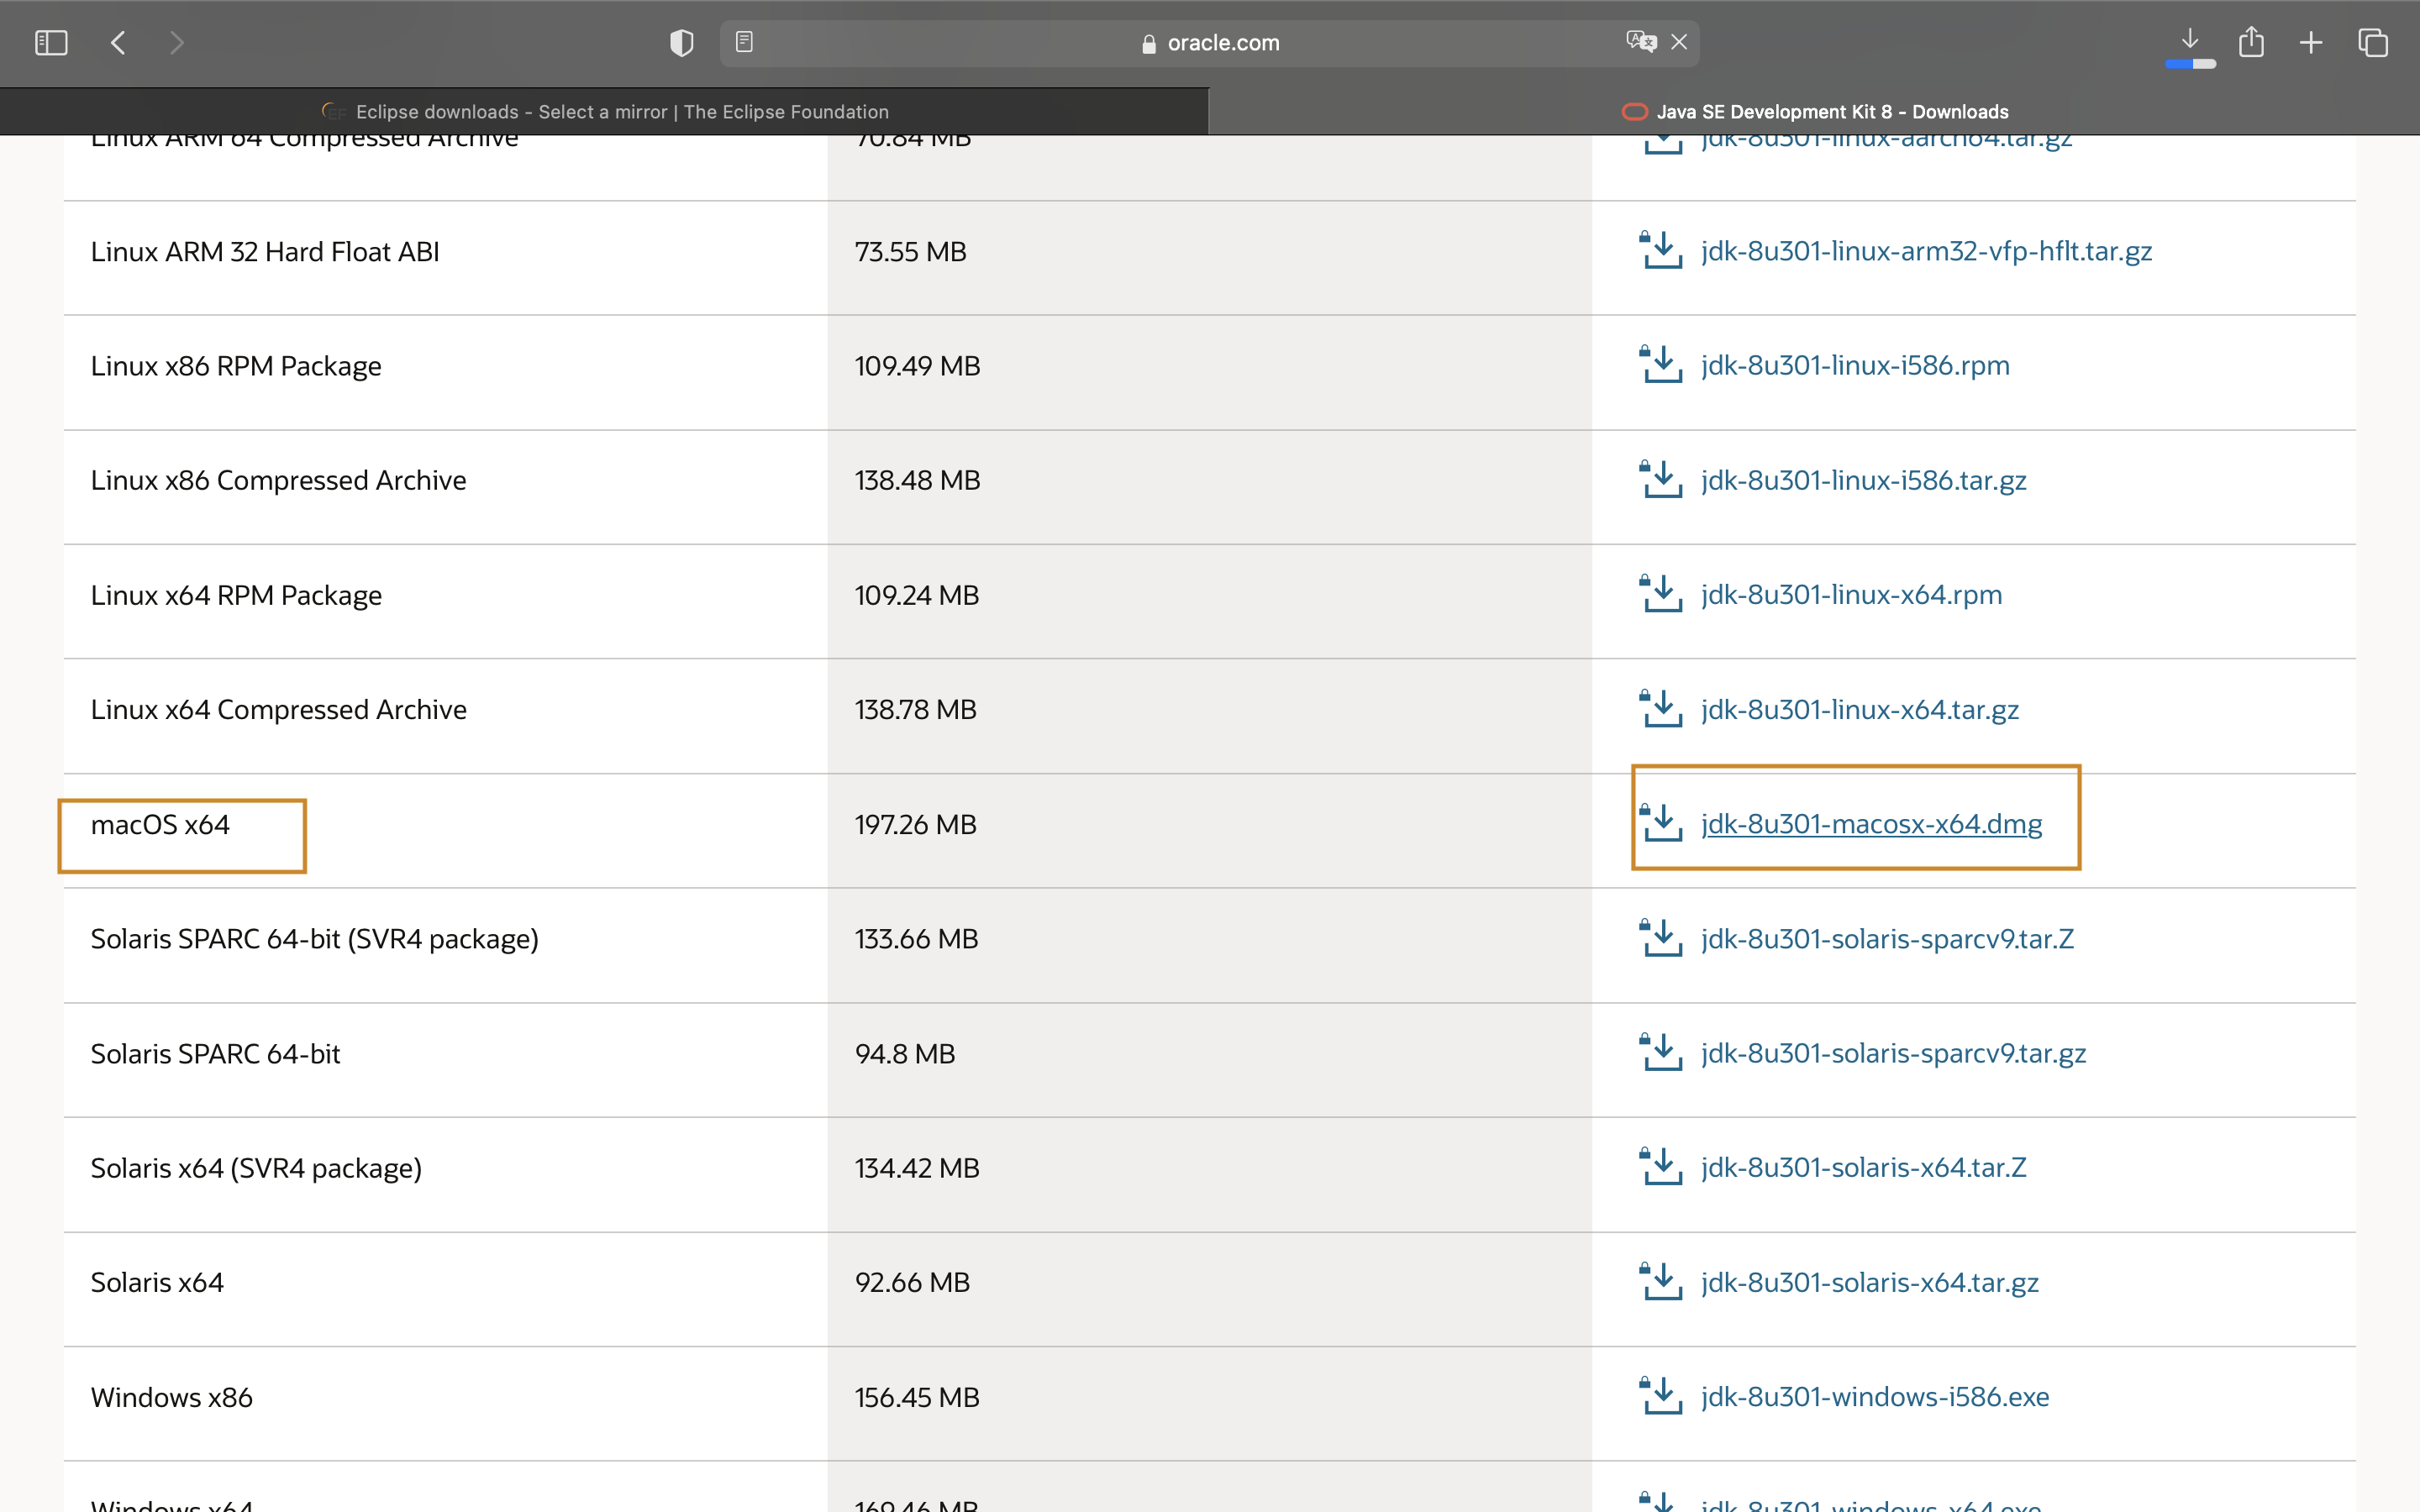 oracle.com
Eclipse downloads - Select a mirror | The Eclipse Foundation
Java SE Development Kit 8 - Downloads
Linux ARM 64 Compressed Archive 70.84 MB jdk-8u301-linux-aarch64.tar.gz
Linux ARM 32 Hard Float ABI 73.55 MB jdk-8u301-linux-arm32-vfp-hflt.tar.gz
Linux x86 RPM Package 109.49 MB jdk-8u301-linux-i586.rpm
Linux x86 Compressed Archive 138.48 MB jdk-8u301-linux-i586.tar.gz
Linux x64 RPM Package 109.24 MB jdk-8u301-linux-x64.rpm
Linux x64 Compressed Archive 138.78 MB jdk-8u301-linux-x64.tar.gz
macOS x64 197.26 MB jdk-8u301-macosx-x64.dmg
Solaris SPARC 64-bit (SVR4 package) 133.66 MB jdk-8u301-solaris-sparcv9.tar.Z
Solaris SPARC 64-bit 94.8 MB jdk-8u301-solaris-sparcv9.tar.gz
Solaris x64 (SVR4 package) 134.42 MB jdk-8u301-solaris-x64.tar.Z
Solaris x64 92.66 MB jdk-8u301-solaris-x64.tar.gz
Windows x86 156.45 MB jdk-8u301-windows-i586.exe
Windows x64 169.46 MB jdk-8u301-windows-x64.exe